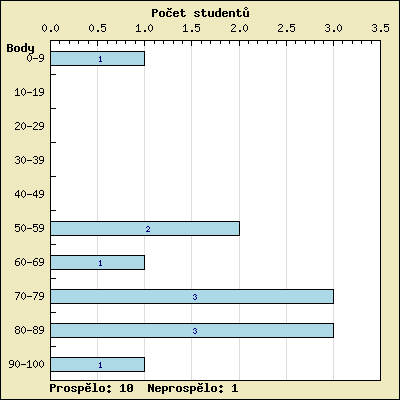 Počet studentů
0.0 0.5 1.0 1.5 2.0 2.5 3.0 3.5
Body
0-9 1
10-19
20-29
30-39
40-49
50-59 2
60-69 1
70-79 3
80-89 3
90-100 1
Prospělo: 10 Neprospělo: 1